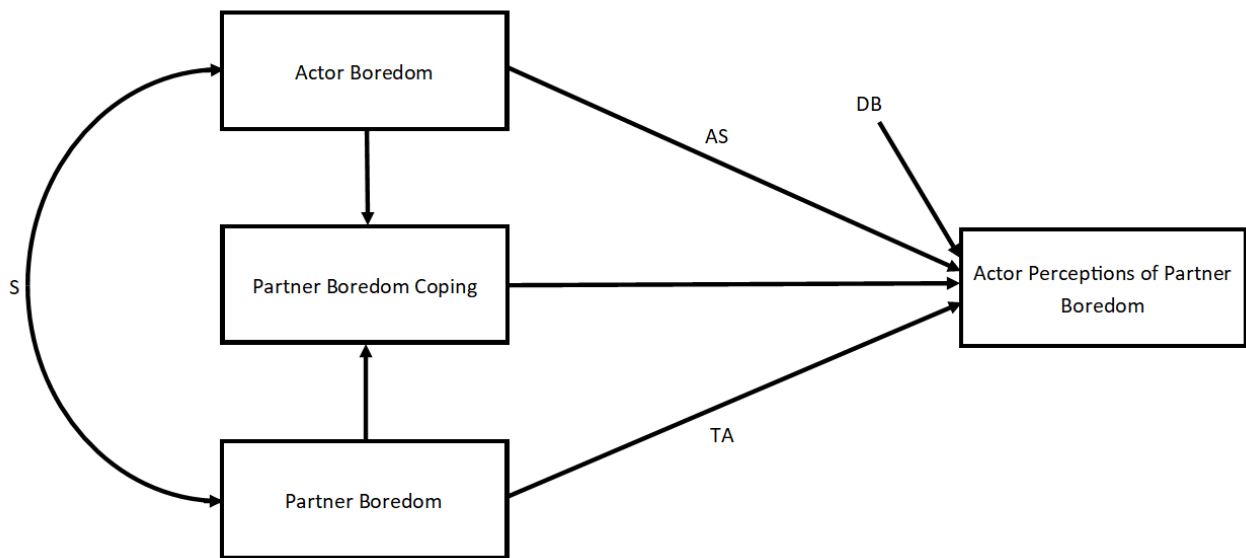 Actor Boredom
DB
AS
Partner Boredom Coping
S
Actor Perceptions of Partner
Boredom
TA
Partner Boredom